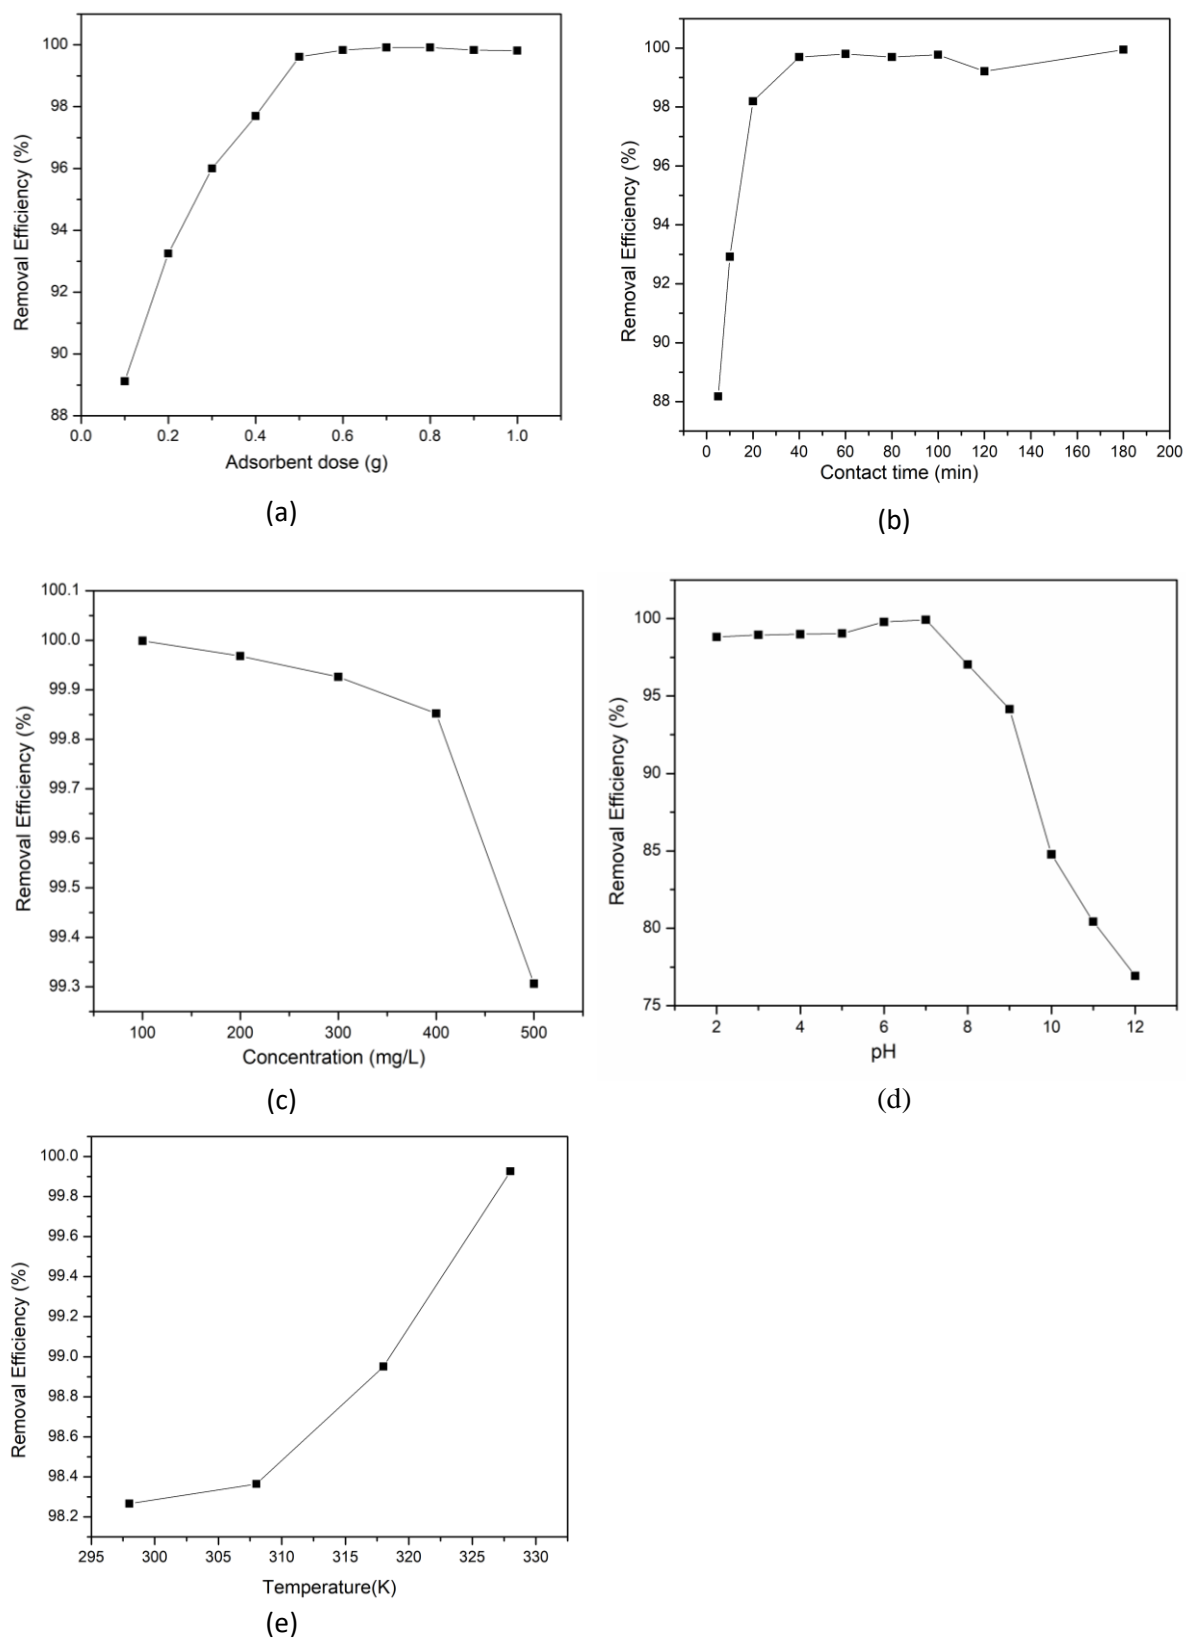 100
98
96
94
92
90
88
0.0 0.2 0.4 0.6 0.8 1.0
Removal Efficiency (%)
Adsorbent dose (g)
(a)
100
98
96
94
92
90
88
0 20 40 60 80 100 120 140 160 180 200
Removal Efficiency (%)
Contact time (min)
(b)
100.1
100.0
99.9
99.8
99.7
99.6
99.5
99.4
99.3
100 200 300 400 500
Removal Efficiency (%)
Concentration (mg/L)
(c)
100
95
90
85
80
75
2 4 6 8 10 12
Removal Efficiency (%)
pH
(d)
100.0
99.8
99.6
99.4
99.2
99.0
98.8
98.6
98.4
98.2
295 300 305 310 315 320 325 330
Removal Efficiency (%)
Temperature(K)
(e)